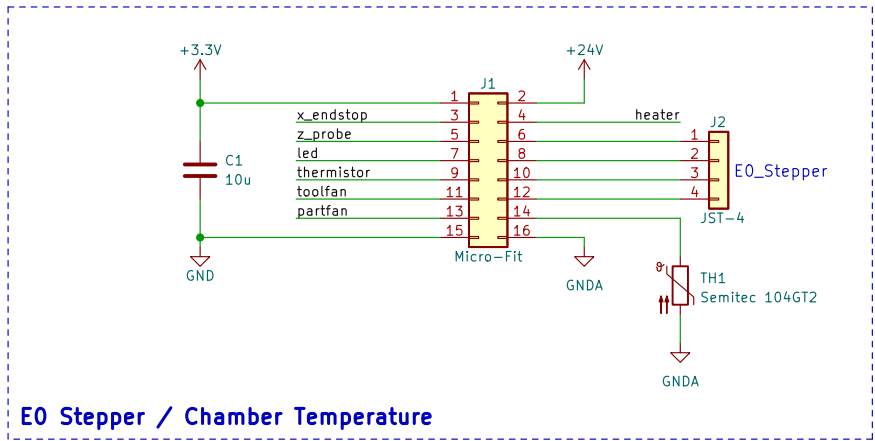 +3.3V
+24V
J1
1 2
x_endstop 3 4 heater
J2
z_probe 5 6 1
led 7 8 2
C1
E0_Stepper
thermistor 9 10 3
10u
toolfan 11 12 4
partfan 13 14
JST-4
15 16
Micro-Fit
GND
GNDA
ϑ
TH1
Semitec 104GT2
GNDA
E0 Stepper / Chamber Temperature